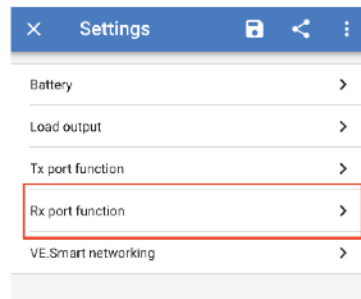 Settings
Battery
Load output
Tx port function
Rx port function
VE.Smart networking